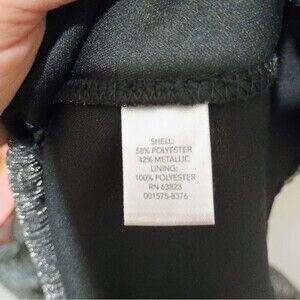 SHELL:
58% POLYESTER
42% METALLIC
LINING:
100% POLYESTER
RN 63823
001575-8376